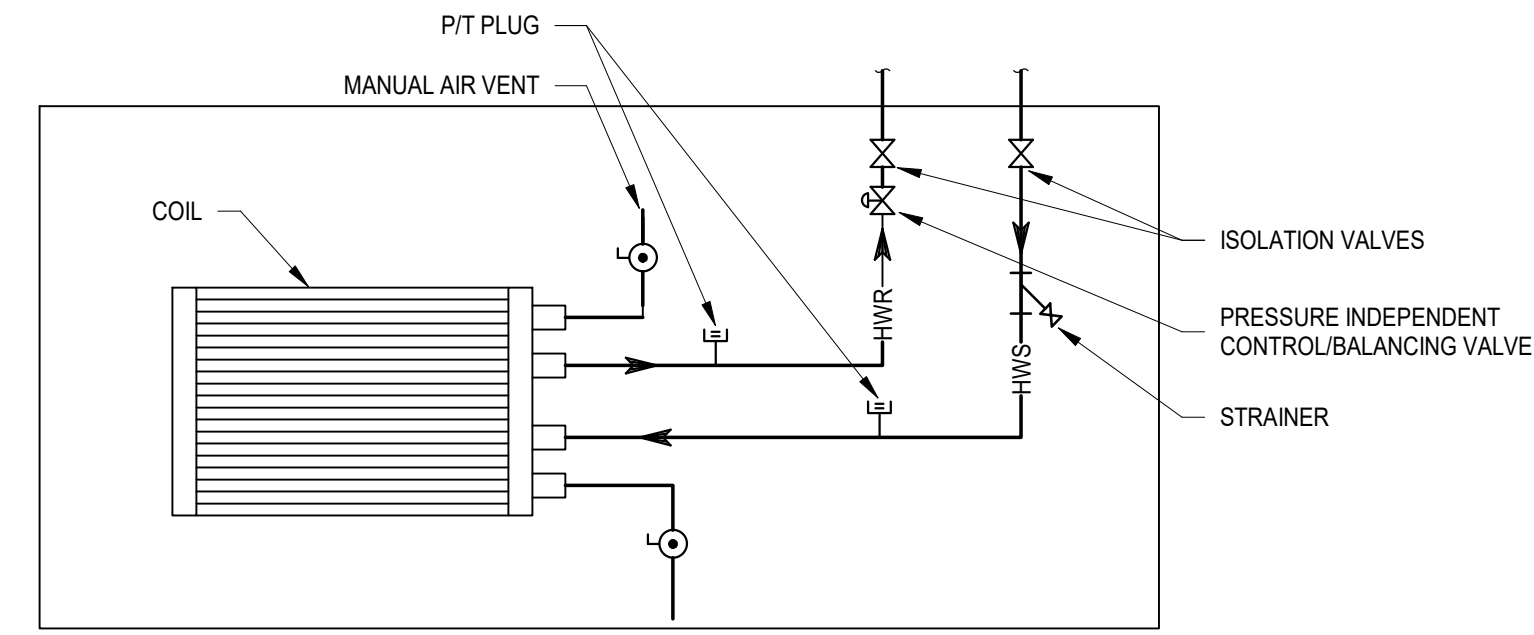 P/T PLUG
MANUAL AIR VENT
COIL
HWR
HWS
ISOLATION VALVES
PRESSURE INDEPENDENT
CONTROL/BALANCING VALVE
STRAINER